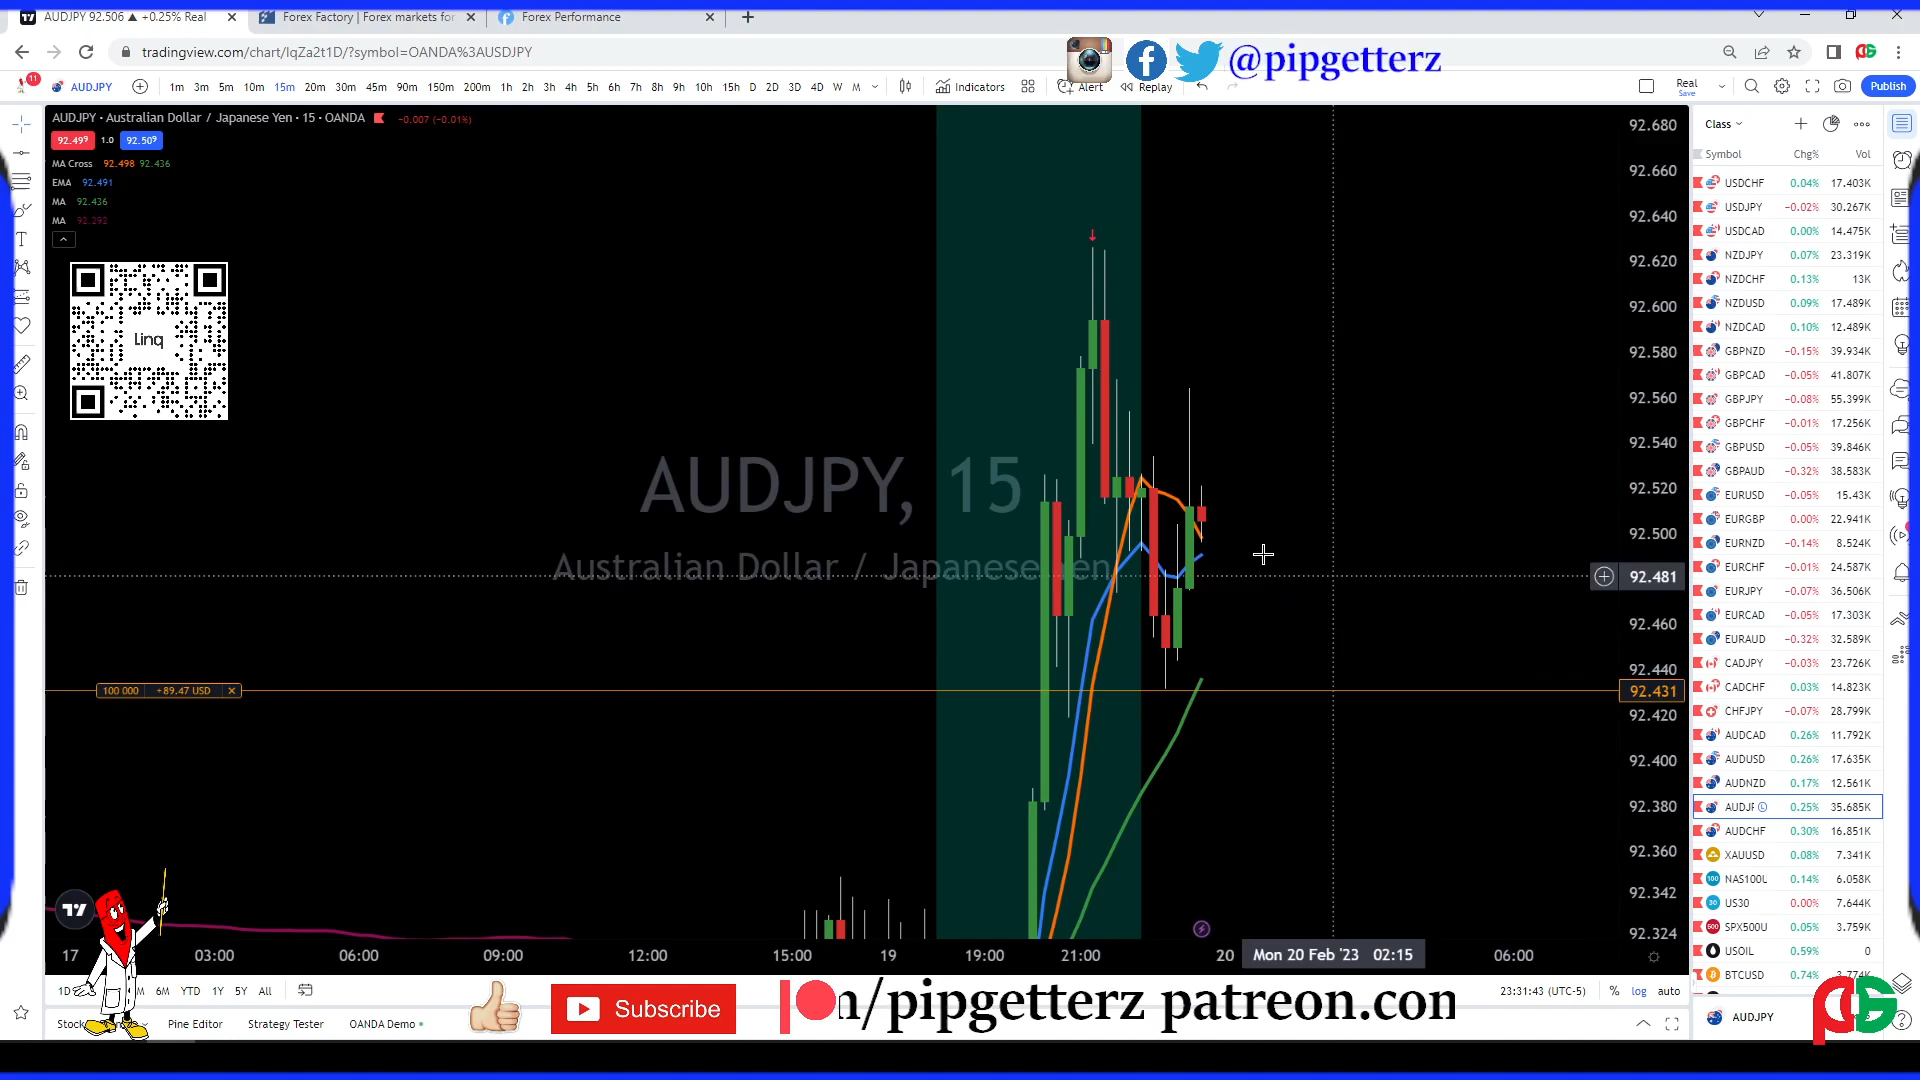 AUDJPY 92.506 ▲ +0.25% Real
Forex Factory | Forex markets for
Forex Performance
tradingview.com/chart/lqZa2t1D/?symbol=OANDA%3AUSDJPY
@pipgetterz
11
AUDJPY
1m 3m 5m 10m 15m 20m 30m 45m 90m 150m 200m 1h 2h 3h 4h 5h 6h 7h 8h 9h 10h 15h D 2D 3D 4D W M
Indicators
Alert
Replay
Real
Save
Publish
AUDJPY · Australian Dollar / Japanese Yen · 15 · OANDA
−0.007 (−0.01%)
92.499 1.0 92.509
MA Cross 92.498 92.436
EMA 92.491
MA 92.436
MA 92.292
Linq
AUDJPY, 15
Australian Dollar / Japanese Yen
100 000 +89.47 USD
92.680
92.660
92.640
92.620
92.600
92.580
92.560
92.540
92.520
92.500
92.481
92.460
92.440
92.431
92.420
92.400
92.380
92.360
92.342
92.324
17 03:00 06:00 09:00 12:00 15:00 19 19:00 21:00 20 Mon 20 Feb '23 02:15 06:00
Class
Symbol Chg% Vol
USDCHF 0.04% 17.403K
USDJPY −0.02% 30.267K
USDCAD 0.00% 14.475K
NZDJPY 0.07% 23.319K
NZDCHF 0.13% 13K
NZDUSD 0.09% 17.489K
NZDCAD 0.10% 12.489K
GBPNZD −0.15% 39.934K
GBPCAD −0.05% 41.807K
GBPJPY −0.08% 55.399K
GBPCHF −0.01% 17.256K
GBPUSD −0.05% 39.846K
GBPAUD −0.32% 38.583K
EURUSD −0.05% 15.43K
EURGBP 0.00% 22.941K
EURNZD −0.14% 8.524K
EURCHF −0.01% 24.587K
EURJPY −0.07% 36.506K
EURCAD −0.05% 17.303K
EURAUD −0.32% 32.589K
CADJPY −0.03% 23.726K
CADCHF 0.03% 14.823K
CHFJPY −0.07% 28.799K
AUDCAD 0.26% 11.792K
AUDUSD 0.26% 17.635K
AUDNZD 0.17% 12.561K
AUDJP 0.25% 35.685K
AUDCHF 0.30% 16.851K
XAUUSD 0.08% 7.341K
NAS100U 0.14% 6.058K
US30 0.00% 7.644K
SPX500U 0.05% 3.759K
USOIL 0.59% 0
BTCUSD 0.74% 3.774K
AUDJPY
1D M 6M YTD 1Y 5Y All
23:31:43 (UTC-5) % log auto
Stock Pine Editor Strategy Tester OANDA Demo
Subscribe
n/pipgetterz patreon.con
PG